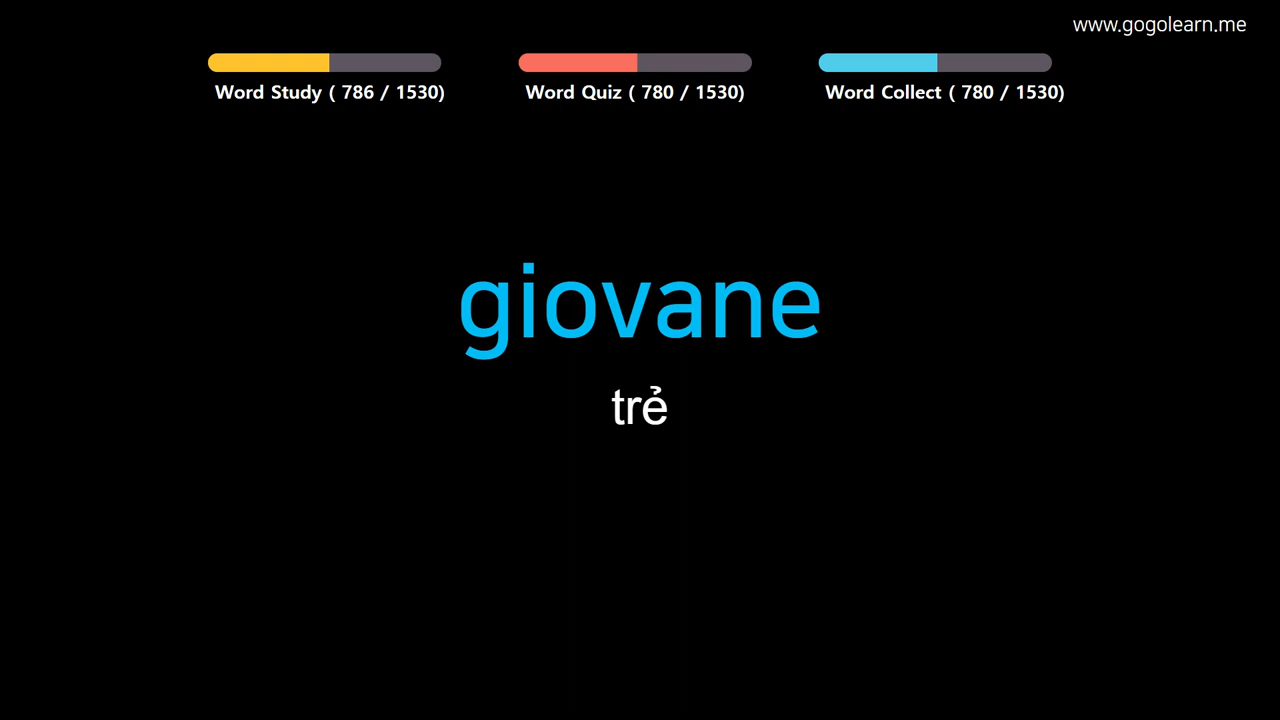 www.gogolearn.me
Word Study ( 786 / 1530)
Word Quiz ( 780 / 1530)
Word Collect ( 780 / 1530)
giovane
trẻ